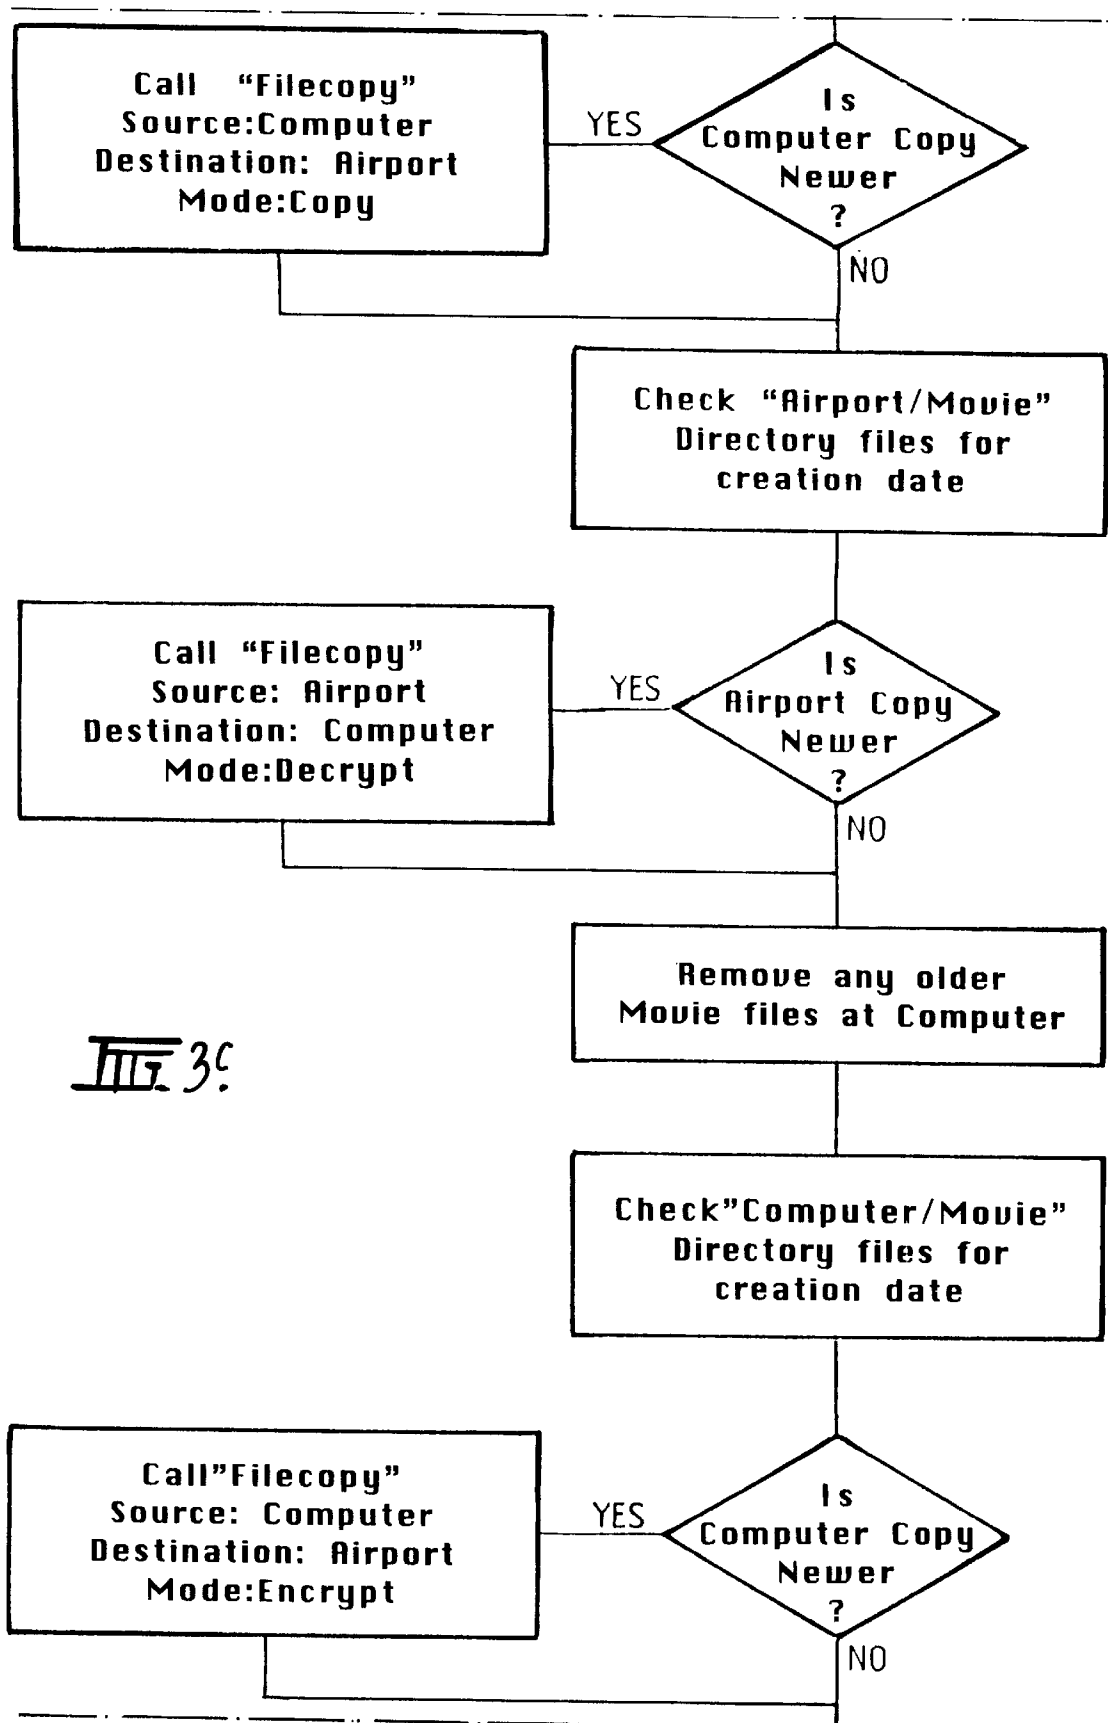 Call “Filecopy”
Source:Computer
Destination: Airport
Mode:Copy
YES
Is
Computer Copy
Newer
?
NO
Check “Airport/Movie”
Directory files for
creation date
Call “Filecopy”
Source: Airport
Destination: Computer
Mode:Decrypt
YES
Is
Airport Copy
Newer
?
NO
Remove any older
Movie files at Computer
FIG. 3c
Check”Computer/Movie”
Directory files for
creation date
Call”Filecopy”
Source: Computer
Destination: Airport
Mode:Encrypt
YES
Is
Computer Copy
Newer
?
NO